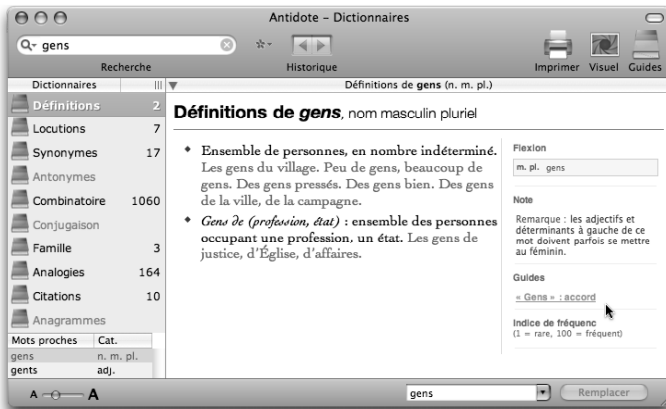 Antidote – Dictionnaires
gens
Recherche
Historique
Imprimer Visuel Guides
Dictionnaires
Définitions de gens (n. m. pl.)
Définitions 2
Locutions 7
Synonymes 17
Antonymes
Combinatoire 1060
Conjugaison
Famille 3
Analogies 164
Citations 10
Anagrammes
Mots proches Cat.
gens n. m. pl.
gents adj.
Définitions de gens, nom masculin pluriel
Ensemble de personnes, en nombre indéterminé.
Les gens du village. Peu de gens, beaucoup de
gens. Des gens pressés. Des gens bien. Des gens
de la ville, de la campagne.
Gens de (profession, état) : ensemble des personnes
occupant une profession, un état. Les gens de
justice, d'Église, d'affaires.
Flexion
m. pl. gens
Note
Remarque : les adjectifs et
déterminants à gauche de ce
mot doivent parfois se mettre
au féminin.
Guides
« Gens » : accord
Indice de fréquenc
(1 = rare, 100 = fréquent)
A A
gens
Remplacer